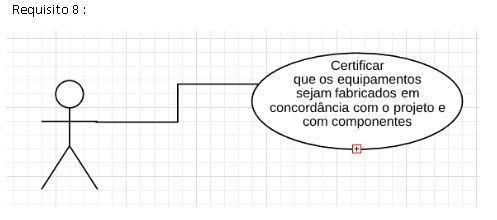 Requisito 8 :
Certificar
que os equipamentos
sejam fabricados em
concordância com o projeto e
com componentes